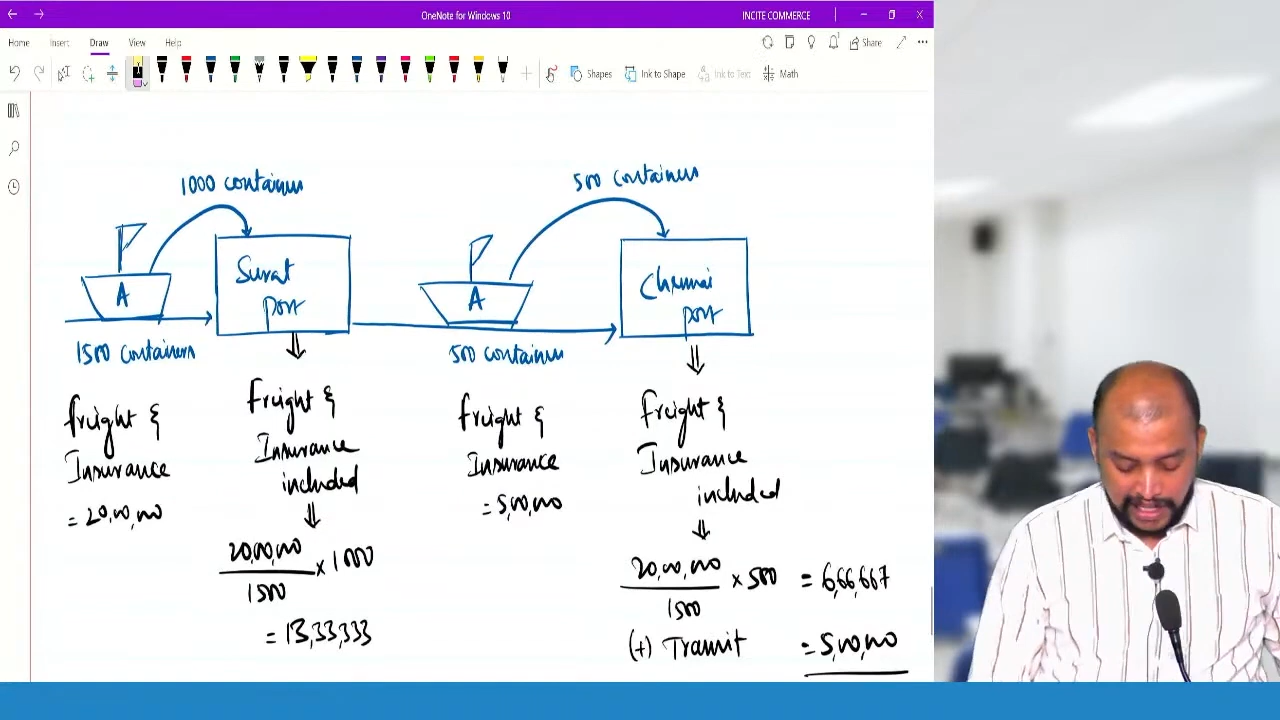 OneNote for Windows 10
INCITE COMMERCE
Home Insert Draw View Help
Share
Shapes
Ink to Shape
Ink to Text
Math
1000 containers
500 containers
A
Surat
port
A
Chennai
port
1500 containers
500 containers
Freight &
Insurance
= 20,00,000
Freight &
Insurance
included
20,00,000
1500
× 1000
= 13,33,333
Freight &
Insurance
= 5,00,000
Freight &
Insurance
included
20,00,000
1500
× 500 = 6,66,667
(+) Transit = 5,00,000